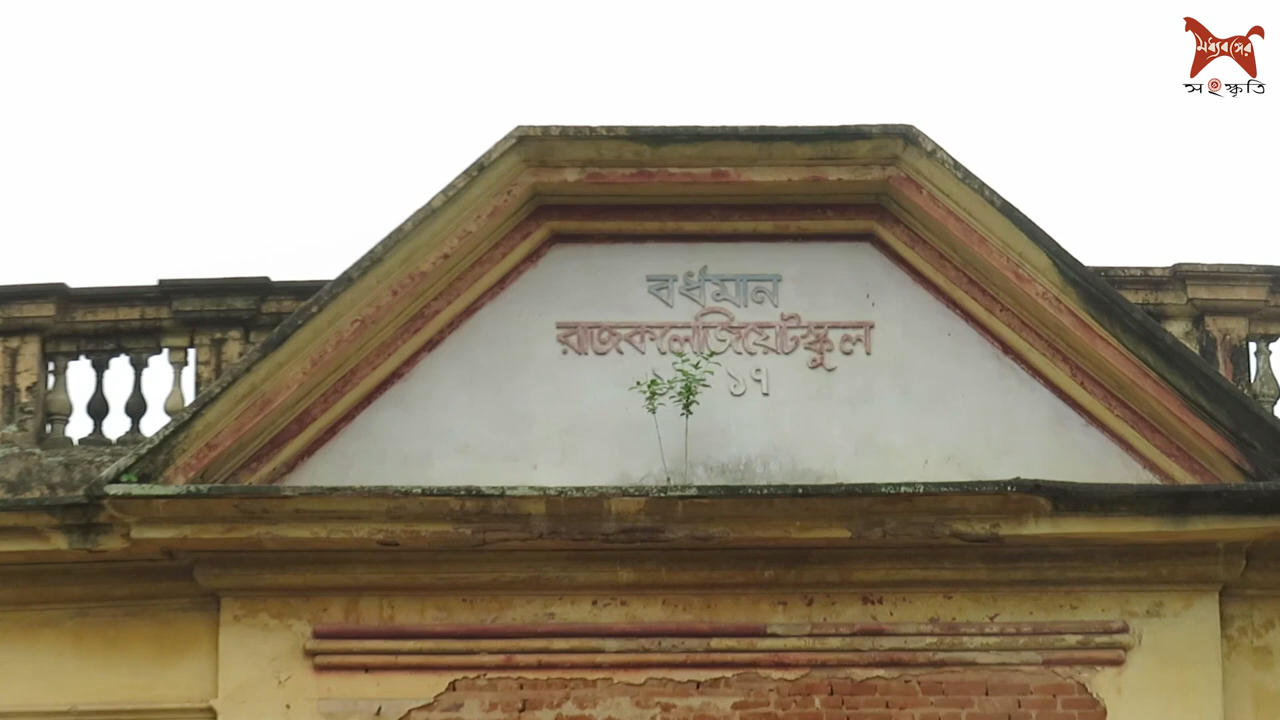 মধ্যবঙ্গের
সংস্কৃতি
বর্ধমান
রাজকলেজিয়েটস্কুল
১৭